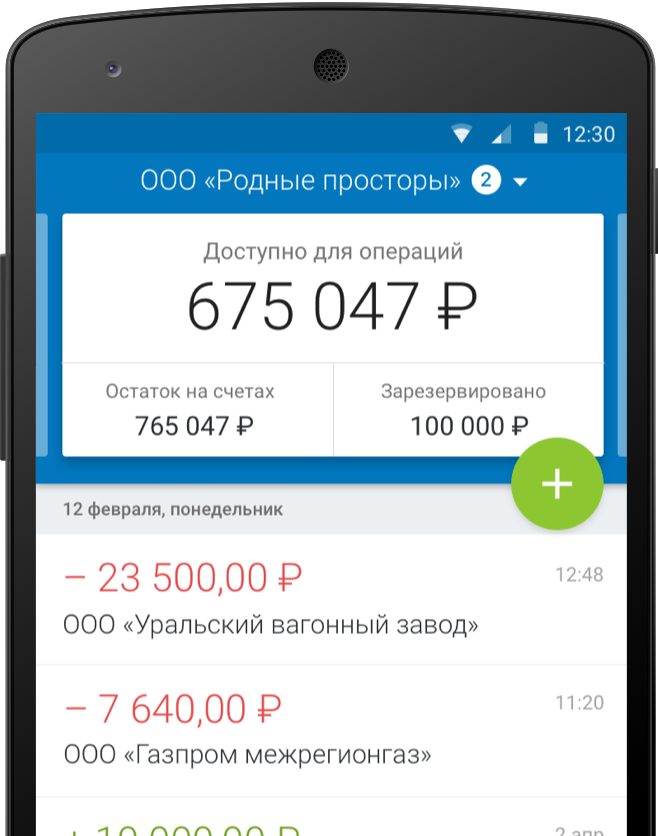 12:30
ООО «Родные просторы» 2
Доступно для операций
675 047 ₽
Остаток на счетах
765 047 ₽
Зарезервировано
100 000 ₽
+
12 февраля, понедельник
– 23 500,00 ₽
12:48
ООО «Уральский вагонный завод»
– 7 640,00 ₽
11:20
ООО «Газпром межрегионгаз»
2 апр